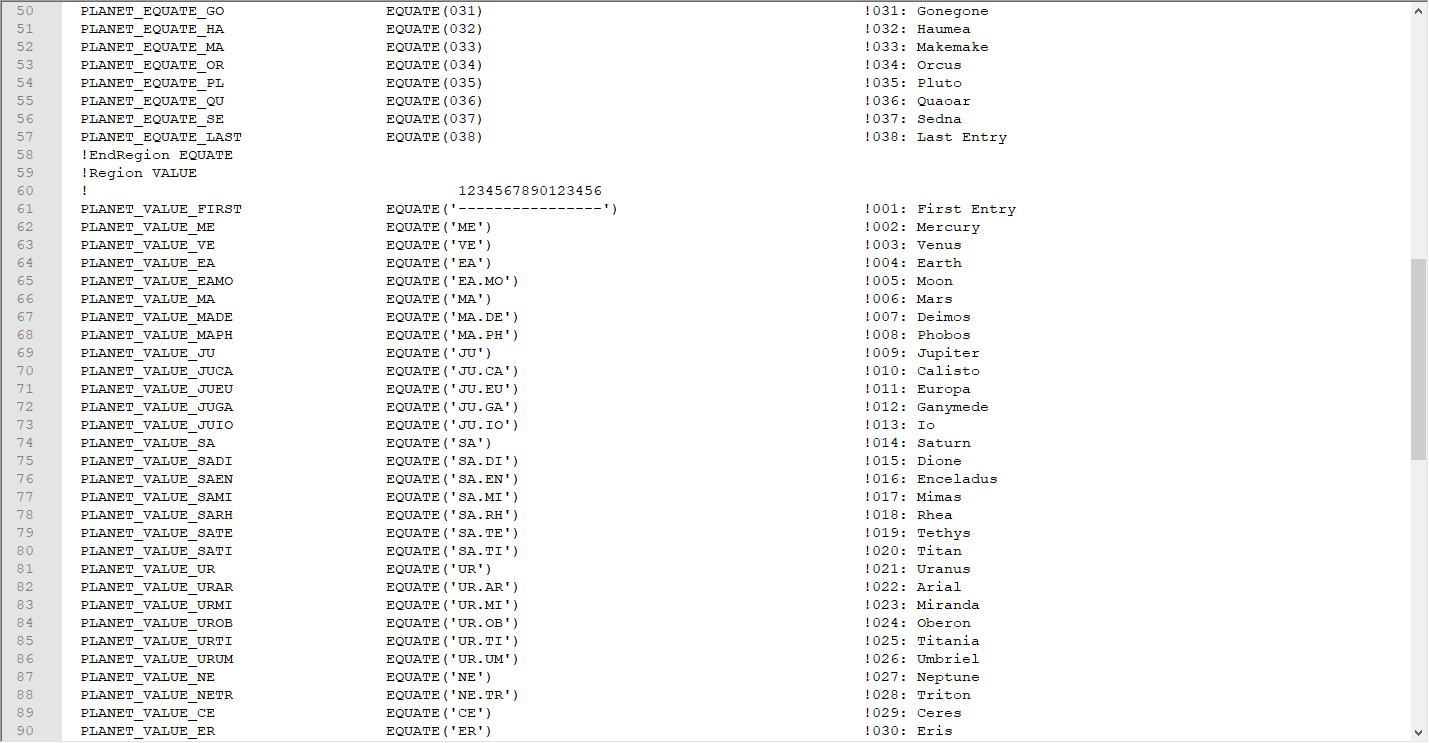 50 PLANET_EQUATE_GO EQUATE(031) !031: Gonegone
51 PLANET_EQUATE_HA EQUATE(032) !032: Haumea
52 PLANET_EQUATE_MA EQUATE(033) !033: Makemake
53 PLANET_EQUATE_OR EQUATE(034) !034: Orcus
54 PLANET_EQUATE_PL EQUATE(035) !035: Pluto
55 PLANET_EQUATE_QU EQUATE(036) !036: Quaoar
56 PLANET_EQUATE_SE EQUATE(037) !037: Sedna
57 PLANET_EQUATE_LAST EQUATE(038) !038: Last Entry
58 !EndRegion EQUATE
59 !Region VALUE
60 ! 1234567890123456
61 PLANET_VALUE_FIRST EQUATE('----------------') !001: First Entry
62 PLANET_VALUE_ME EQUATE('ME') !002: Mercury
63 PLANET_VALUE_VE EQUATE('VE') !003: Venus
64 PLANET_VALUE_EA EQUATE('EA') !004: Earth
65 PLANET_VALUE_EAMO EQUATE('EA.MO') !005: Moon
66 PLANET_VALUE_MA EQUATE('MA') !006: Mars
67 PLANET_VALUE_MADE EQUATE('MA.DE') !007: Deimos
68 PLANET_VALUE_MAPH EQUATE('MA.PH') !008: Phobos
69 PLANET_VALUE_JU EQUATE('JU') !009: Jupiter
70 PLANET_VALUE_JUCA EQUATE('JU.CA') !010: Calisto
71 PLANET_VALUE_JUEU EQUATE('JU.EU') !011: Europa
72 PLANET_VALUE_JUGA EQUATE('JU.GA') !012: Ganymede
73 PLANET_VALUE_JUIO EQUATE('JU.IO') !013: Io
74 PLANET_VALUE_SA EQUATE('SA') !014: Saturn
75 PLANET_VALUE_SADI EQUATE('SA.DI') !015: Dione
76 PLANET_VALUE_SAEN EQUATE('SA.EN') !016: Enceladus
77 PLANET_VALUE_SAMI EQUATE('SA.MI') !017: Mimas
78 PLANET_VALUE_SARH EQUATE('SA.RH') !018: Rhea
79 PLANET_VALUE_SATE EQUATE('SA.TE') !019: Tethys
80 PLANET_VALUE_SATI EQUATE('SA.TI') !020: Titan
81 PLANET_VALUE_UR EQUATE('UR') !021: Uranus
82 PLANET_VALUE_URAR EQUATE('UR.AR') !022: Arial
83 PLANET_VALUE_URMI EQUATE('UR.MI') !023: Miranda
84 PLANET_VALUE_UROB EQUATE('UR.OB') !024: Oberon
85 PLANET_VALUE_URTI EQUATE('UR.TI') !025: Titania
86 PLANET_VALUE_URUM EQUATE('UR.UM') !026: Umbriel
87 PLANET_VALUE_NE EQUATE('NE') !027: Neptune
88 PLANET_VALUE_NETR EQUATE('NE.TR') !028: Triton
89 PLANET_VALUE_CE EQUATE('CE') !029: Ceres
90 PLANET_VALUE_ER EQUATE('ER') !030: Eris